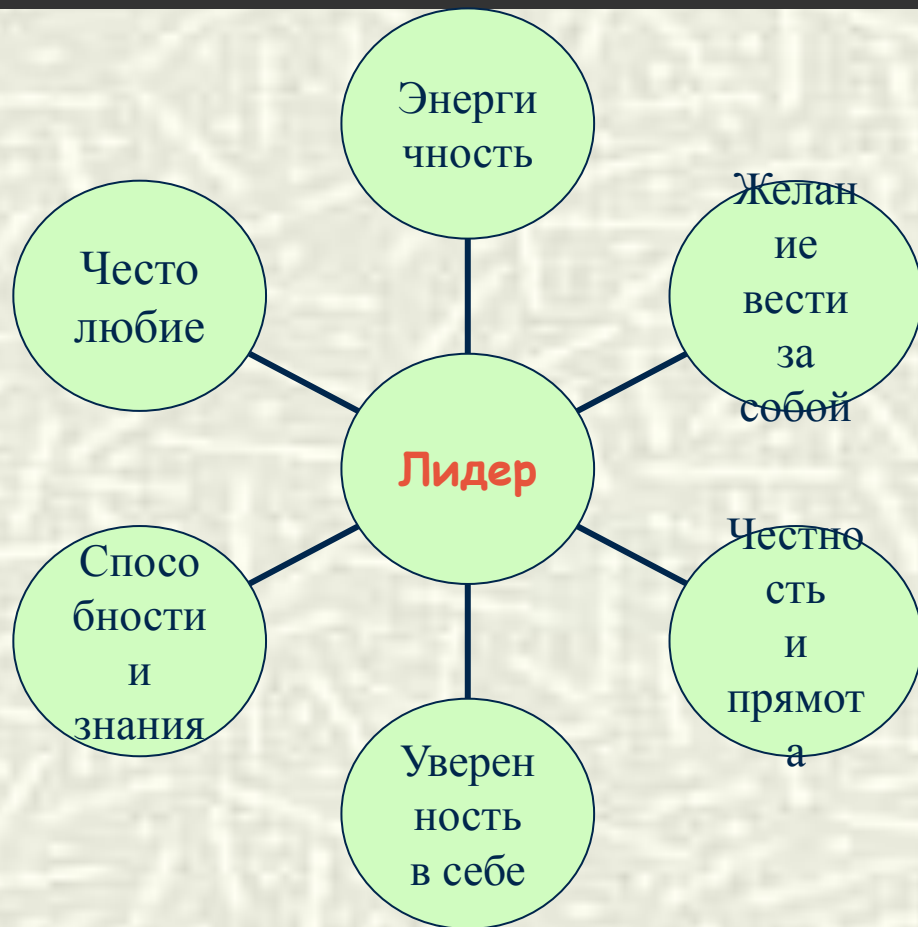 Энерги
чность
Желан
ие
вести
за
собой
Честно
сть
и
прямот
а
Уверен
ность
в себе
Спосо
бности
и
знания
Често
любие
Лидер